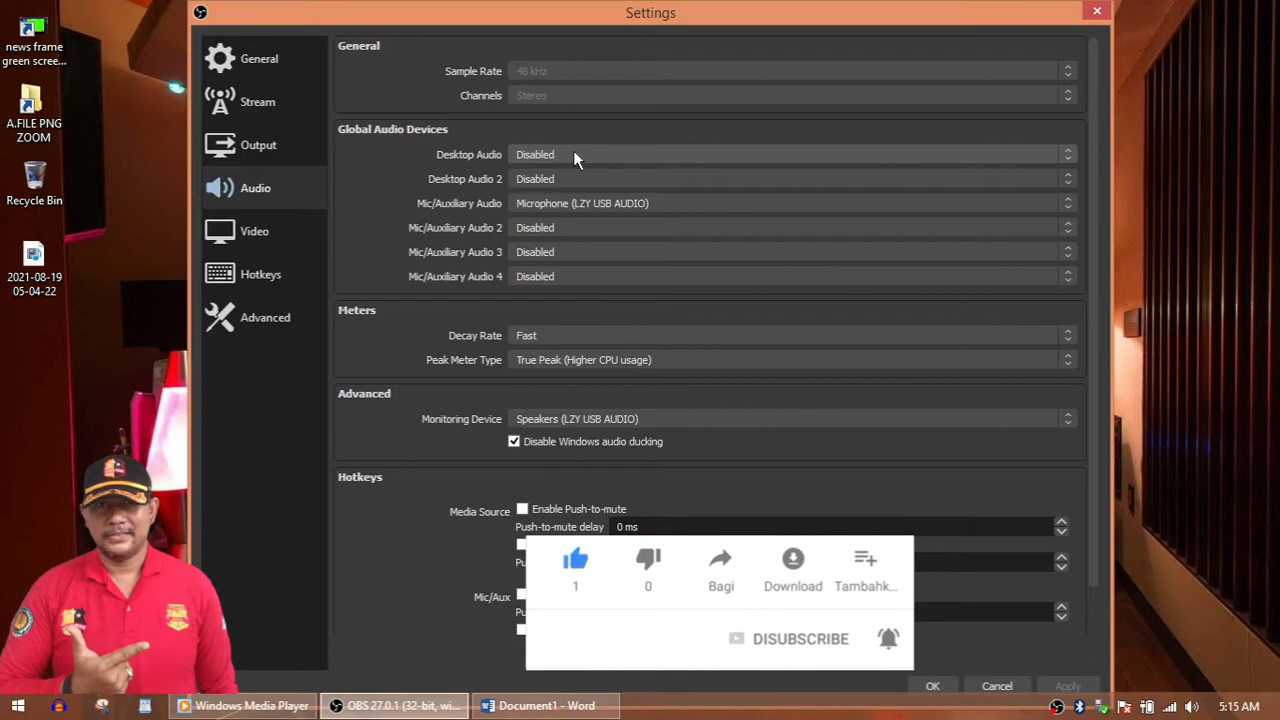 Settings
news frame
green scree...
A.FILE PNG
ZOOM
Recycle Bin
2021-08-19
05-04-22
General
Stream
Output
Audio
Video
Hotkeys
Advanced
General
Sample Rate 48 kHz
Channels Stereo
Global Audio Devices
Desktop Audio Disabled
Desktop Audio 2 Disabled
Mic/Auxiliary Audio Microphone (LZY USB AUDIO)
Mic/Auxiliary Audio 2 Disabled
Mic/Auxiliary Audio 3 Disabled
Mic/Auxiliary Audio 4 Disabled
Meters
Decay Rate Fast
Peak Meter Type True Peak (Higher CPU usage)
Advanced
Monitoring Device Speakers (LZY USB AUDIO)
Disable Windows audio ducking
Hotkeys
Media Source Enable Push-to-mute
Push-to-mute delay 0 ms
Mic/Aux
1 0 Bagi Download Tambahk...
DISUBSCRIBE
OK Cancel Apply
Windows Media Player OBS 27.0.1 (32-bit, wi... Document1 - Word 5:15 AM